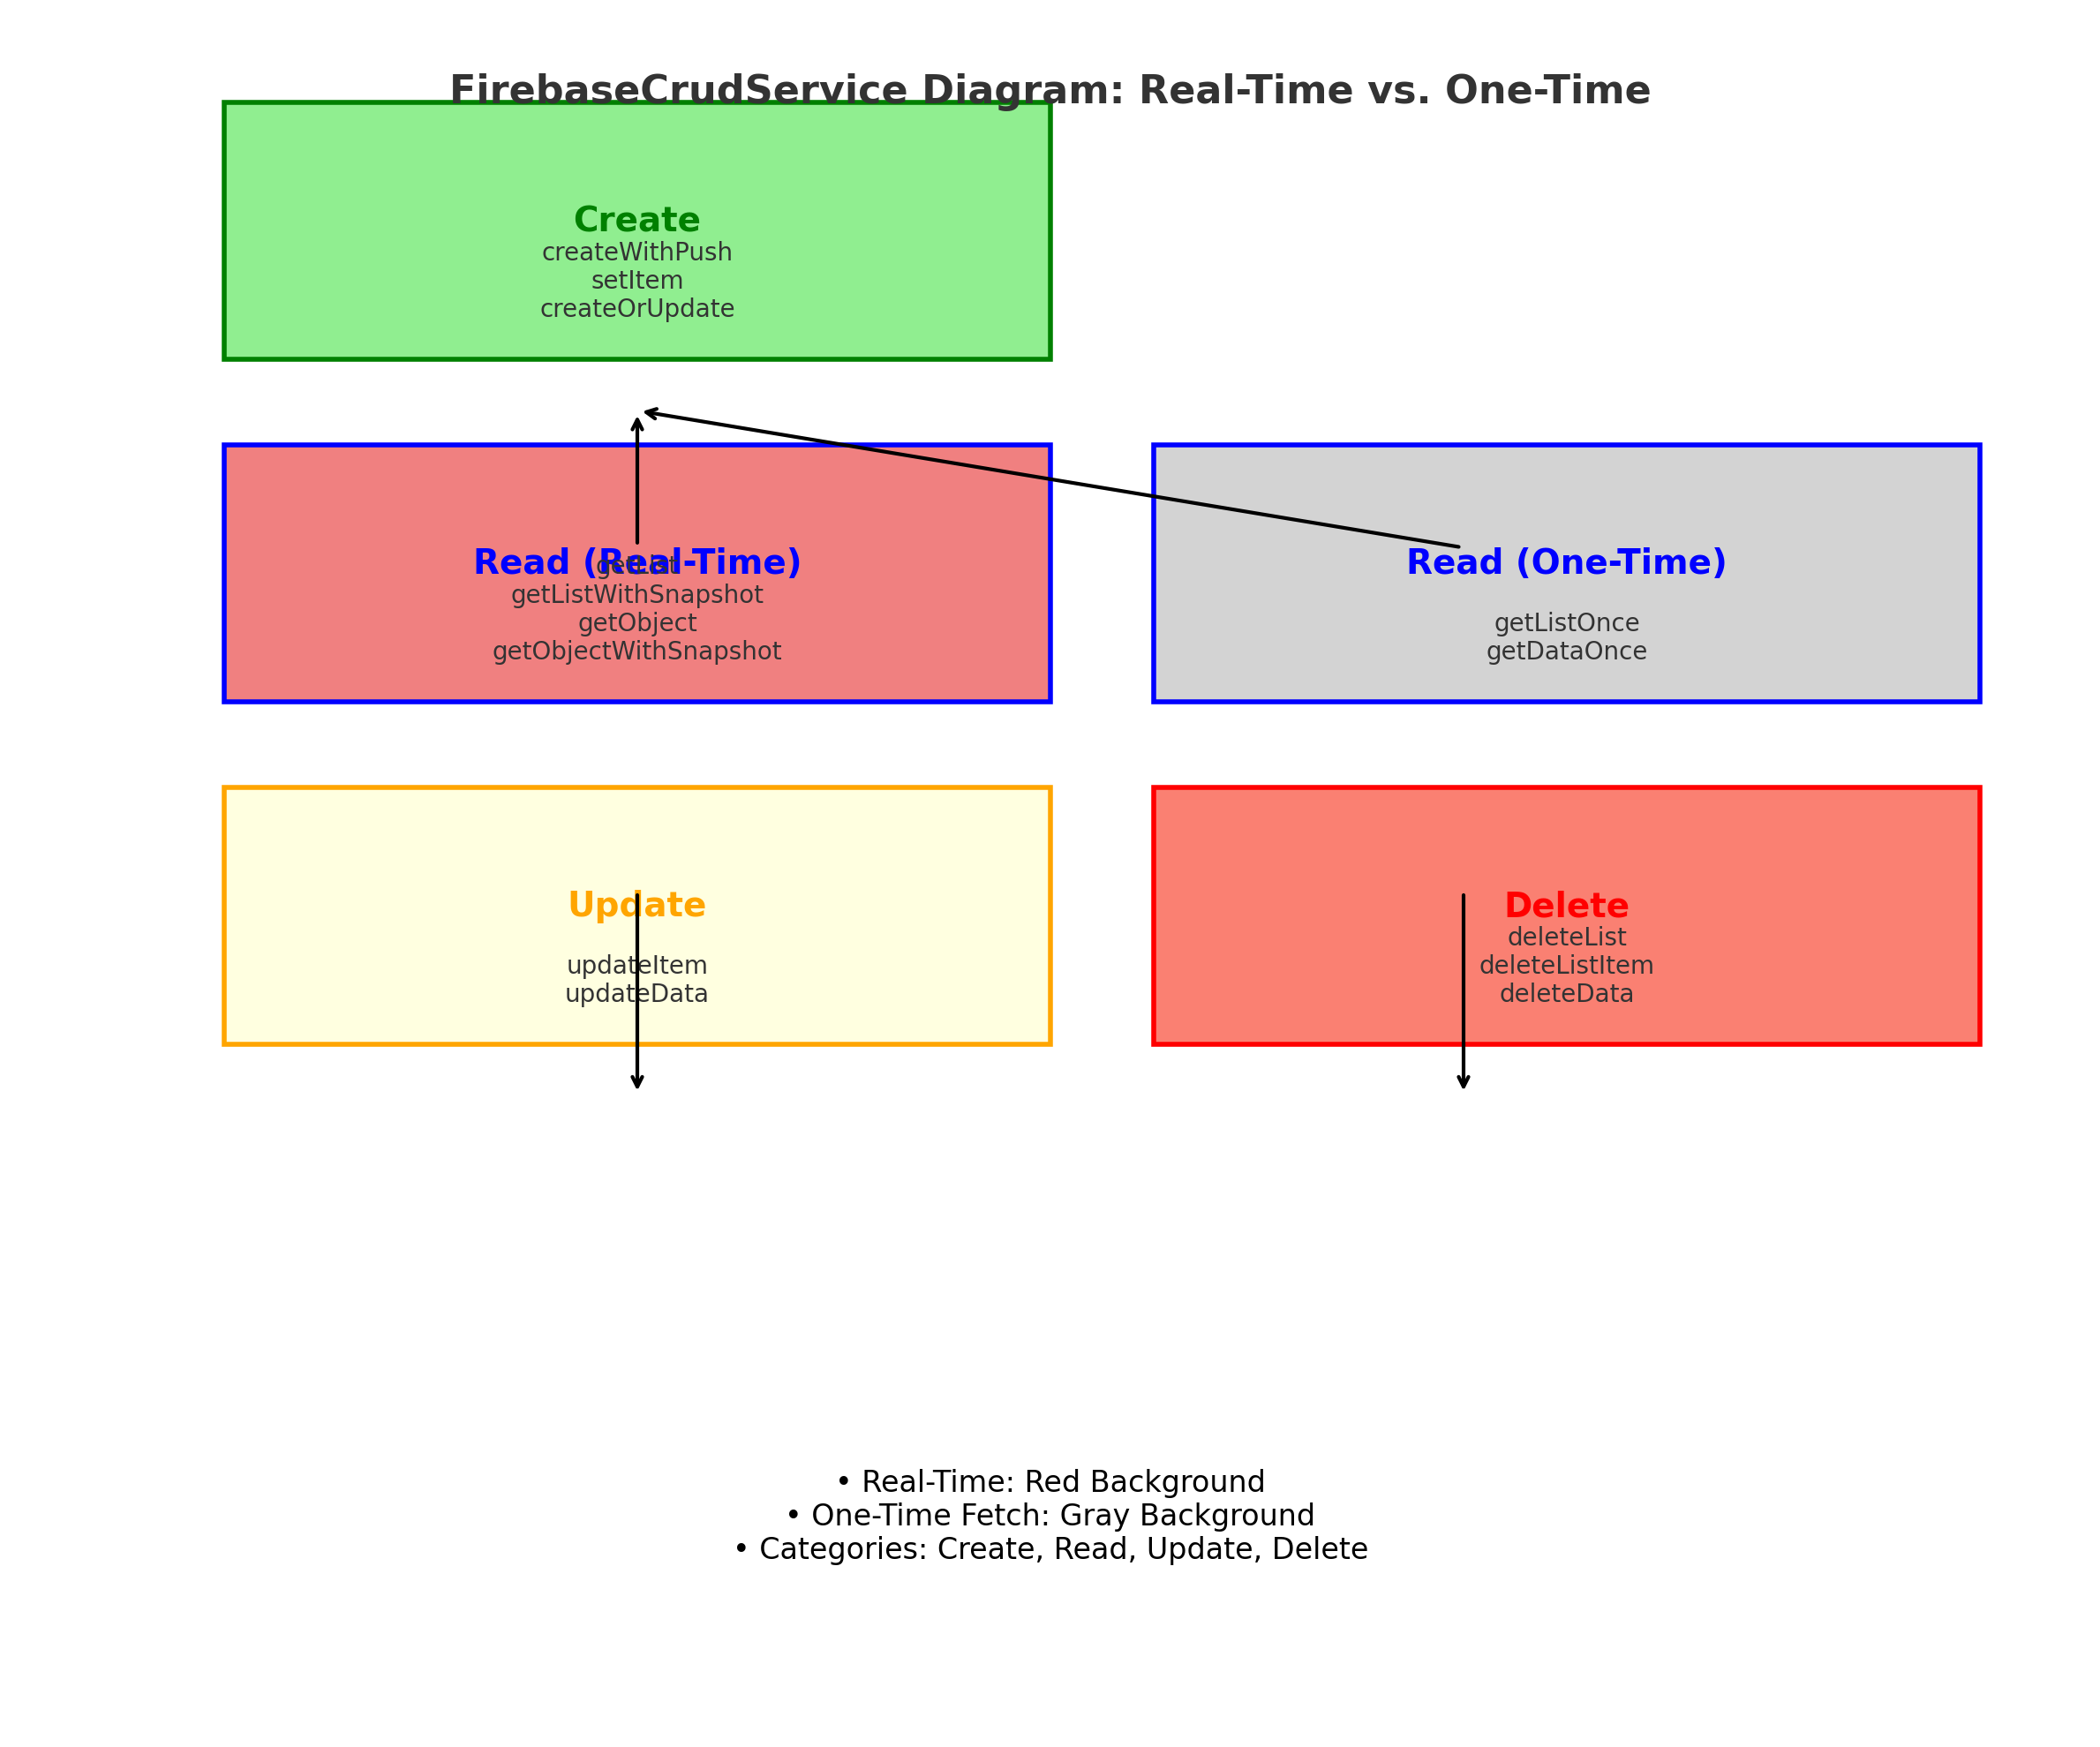 FirebaseCrudService Diagram: Real-Time vs. One-Time
Create
createWithPush
setItem
createOrUpdate
Read (Real-Time)
getList
getListWithSnapshot
getObject
getObjectWithSnapshot
Read (One-Time)
getListOnce
getDataOnce
Update
updateItem
updateData
Delete
deleteList
deleteListItem
deleteData
• Real-Time: Red Background
• One-Time Fetch: Gray Background
• Categories: Create, Read, Update, Delete